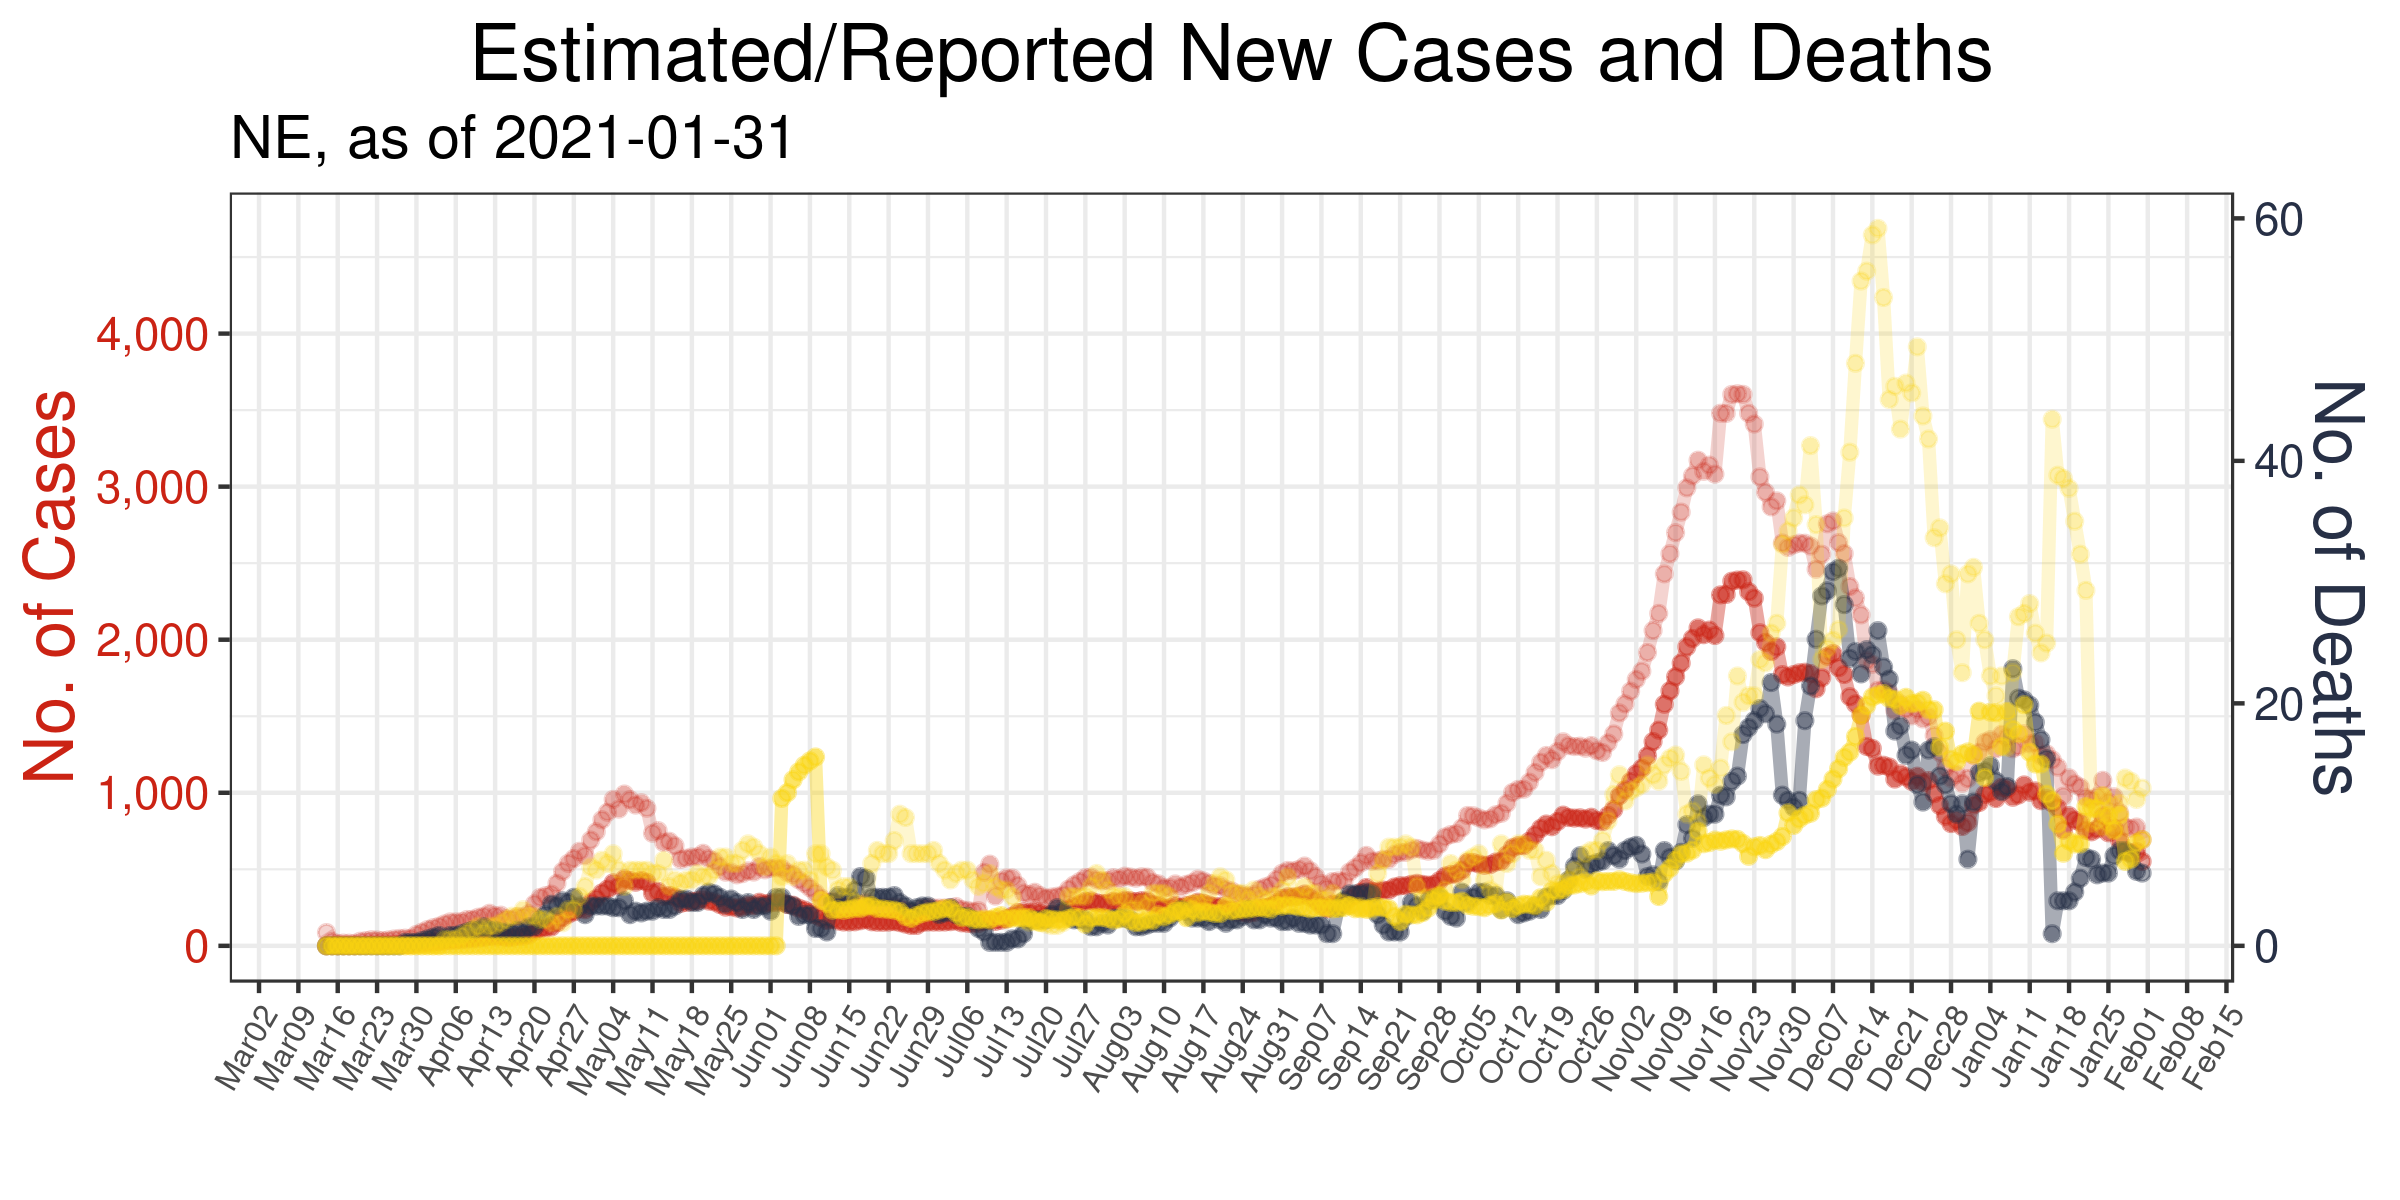 Estimated/Reported New Cases and Deaths
NE, as of 2021-01-31
No. of Cases
4,000
3,000
2,000
1,000
0
60
40
20
0
No. of Deaths
Mar02
Mar09
Mar16
Mar23
Mar30
Apr06
Apr13
Apr20
Apr27
May04
May11
May18
May25
Jun01
Jun08
Jun15
Jun22
Jun29
Jul06
Jul13
Jul20
Jul27
Aug03
Aug10
Aug17
Aug24
Aug31
Sep07
Sep14
Sep21
Sep28
Oct05
Oct12
Oct19
Oct26
Nov02
Nov09
Nov16
Nov23
Nov30
Dec07
Dec14
Dec21
Dec28
Jan04
Jan11
Jan18
Jan25
Feb01
Feb08
Feb15